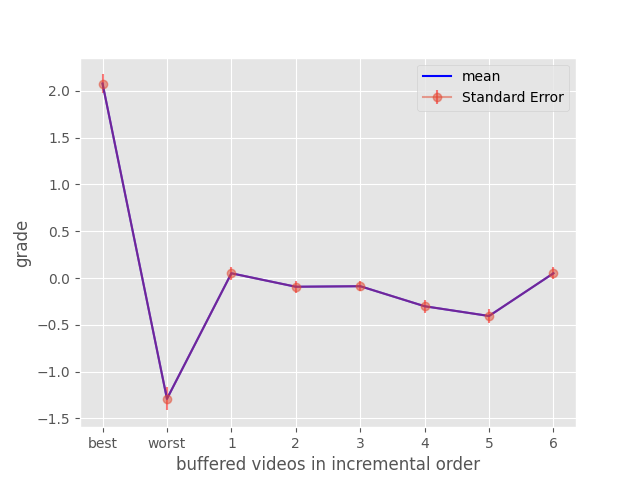 mean
Standard Error
2.0
1.5
1.0
0.5
0.0
−0.5
−1.0
−1.5
grade
best worst 1 2 3 4 5 6
buffered videos in incremental order